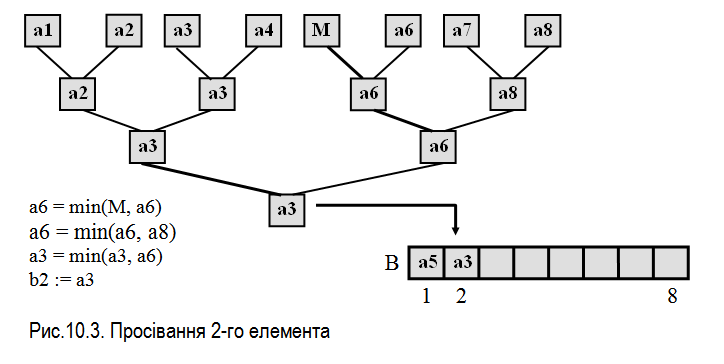 a1 a2 a3 a4 M a6 a7 a8
a2 a3 a6 a8
a3 a6
a3
a6 = min(M, a6)
a6 = min(a6, a8)
a3 = min(a3, a6)
b2 := a3
B a5 a3
1 2 8
Рис.10.3. Просівання 2-го елемента